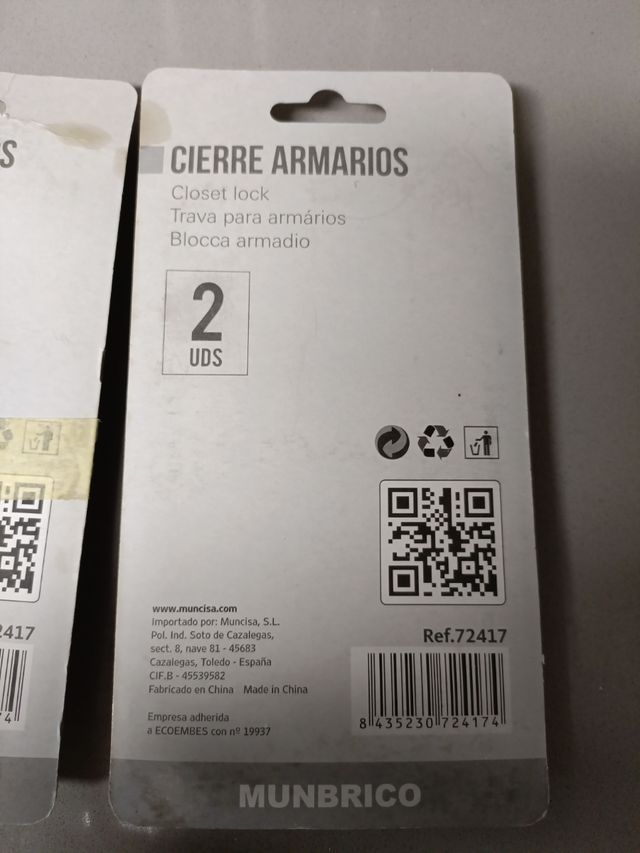 S
CIERRE ARMARIOS
Closet lock
Trava para armários
Blocca armadio
2
UDS
www.muncisa.com
Importado por: Muncisa, S.L.
Pol. Ind. Soto de Cazalegas,
sect. 8, nave 81 - 45683
Cazalegas, Toledo - España
CIF.B - 45539582
Fabricado en China Made in China
Empresa adherida
a ECOEMBES con nº 19937
2417
Ref.72417
74
8 435230 724174
MUNBRICO